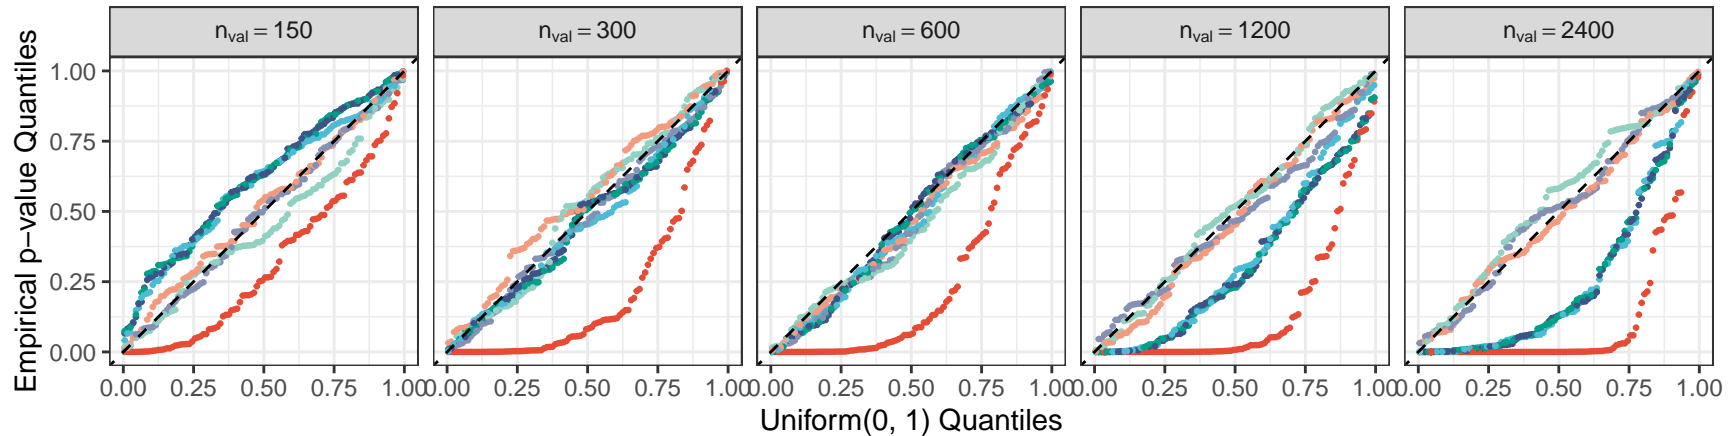 n_val = 150
n_val = 300
n_val = 600
n_val = 1200
n_val = 2400
Empirical p−value Quantiles
1.00
0.75
0.50
0.25
0.00
0.00 0.25 0.50 0.75 1.00
0.00 0.25 0.50 0.75 1.00
0.00 0.25 0.50 0.75 1.00
0.00 0.25 0.50 0.75 1.00
0.00 0.25 0.50 0.75 1.00
Uniform(0, 1) Quantiles